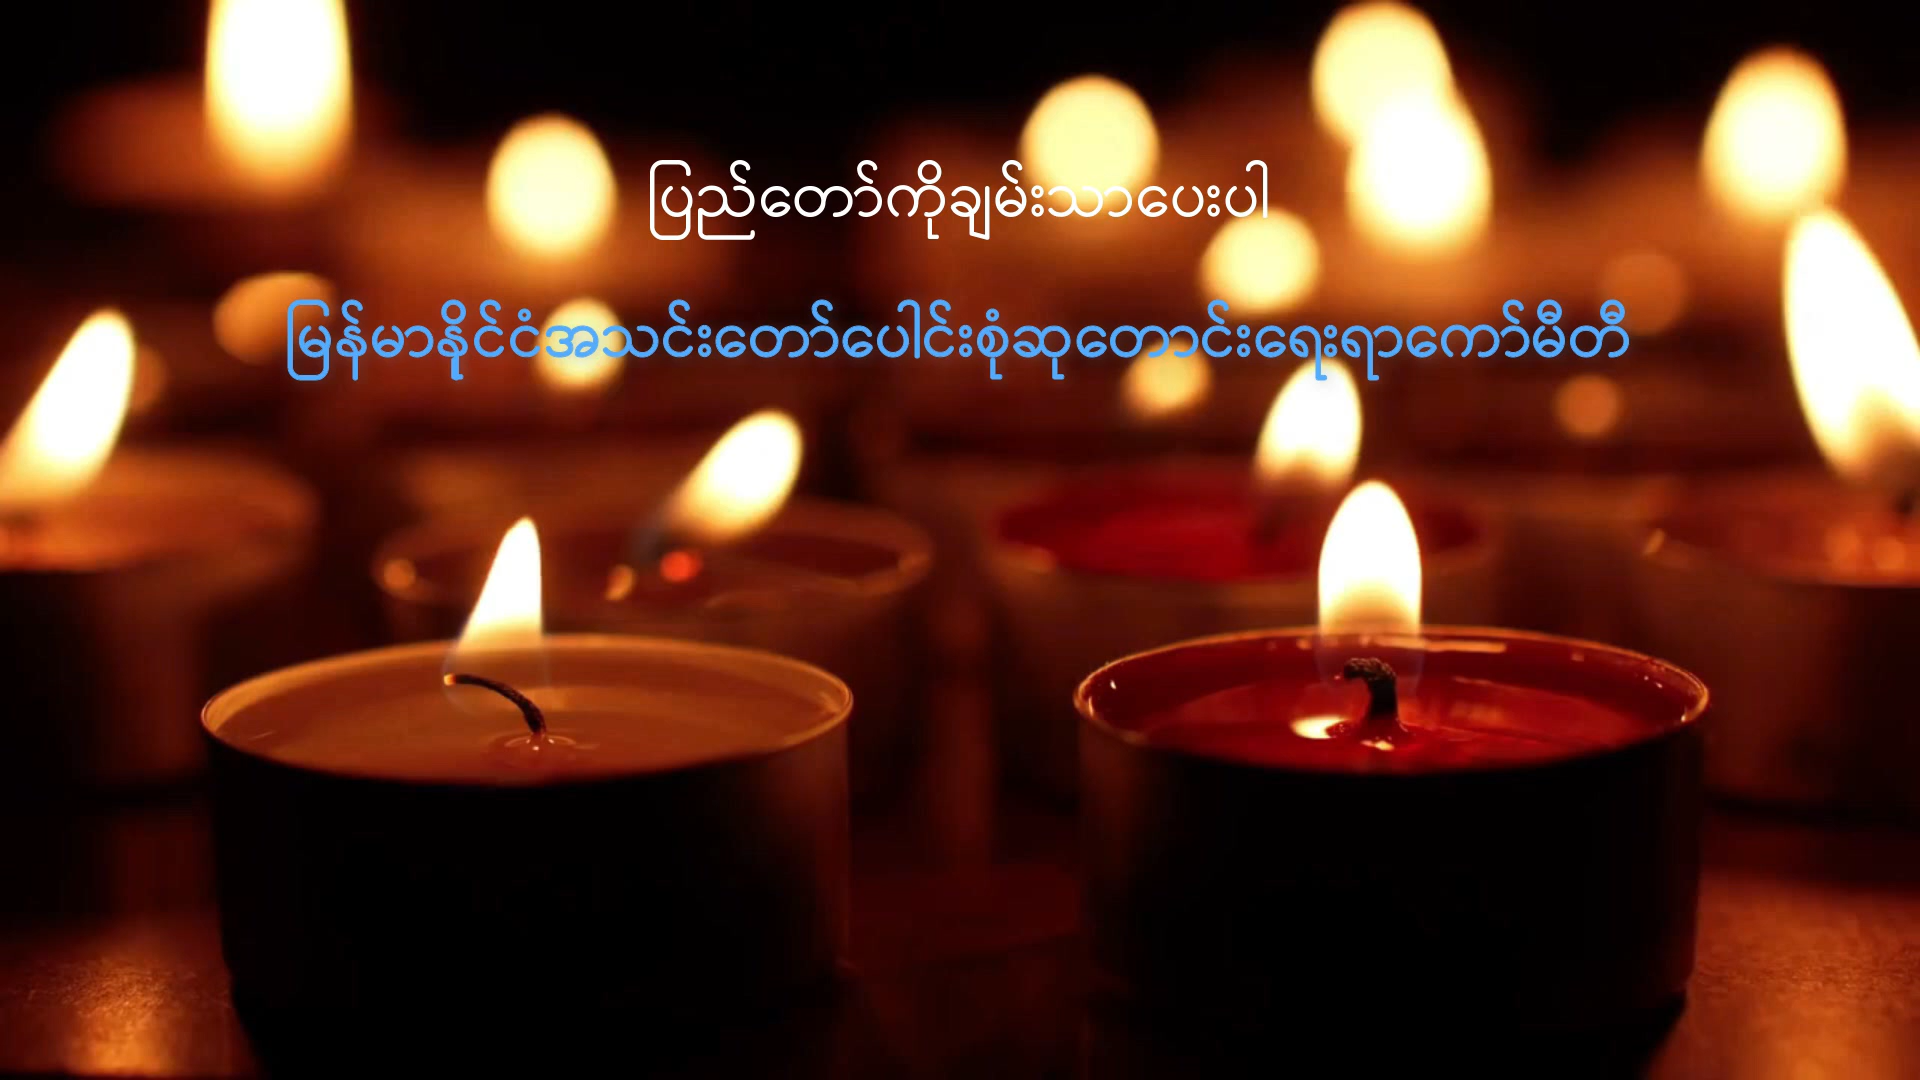 ပြည်တော်ကိုချမ်းသာပေးပါ
မြန်မာနိုင်ငံအသင်းတော်ပေါင်းစုံဆုတောင်းရေးရာကော်မီတီ